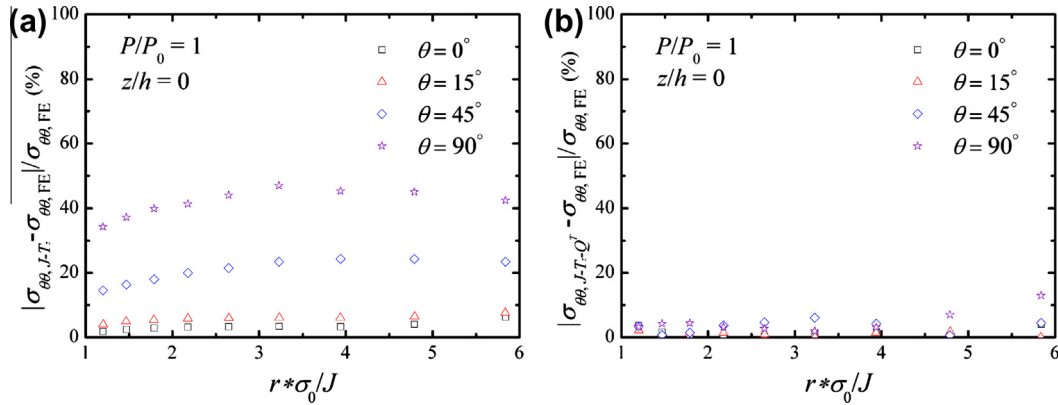 (a)
100
80
60
40
20
0
|σθθ, J-Tz - σθθ, FE|/σθθ, FE (%)
P/P0 = 1
z/h = 0
θ = 0°
θ = 15°
θ = 45°
θ = 90°
1 2 3 4 5 6
r*σ0/J
(b)
100
80
60
40
20
0
|σθθ, J-Tz-Q^T - σθθ, FE|/σθθ, FE (%)
P/P0 = 1
z/h = 0
θ = 0°
θ = 15°
θ = 45°
θ = 90°
1 2 3 4 5 6
r*σ0/J